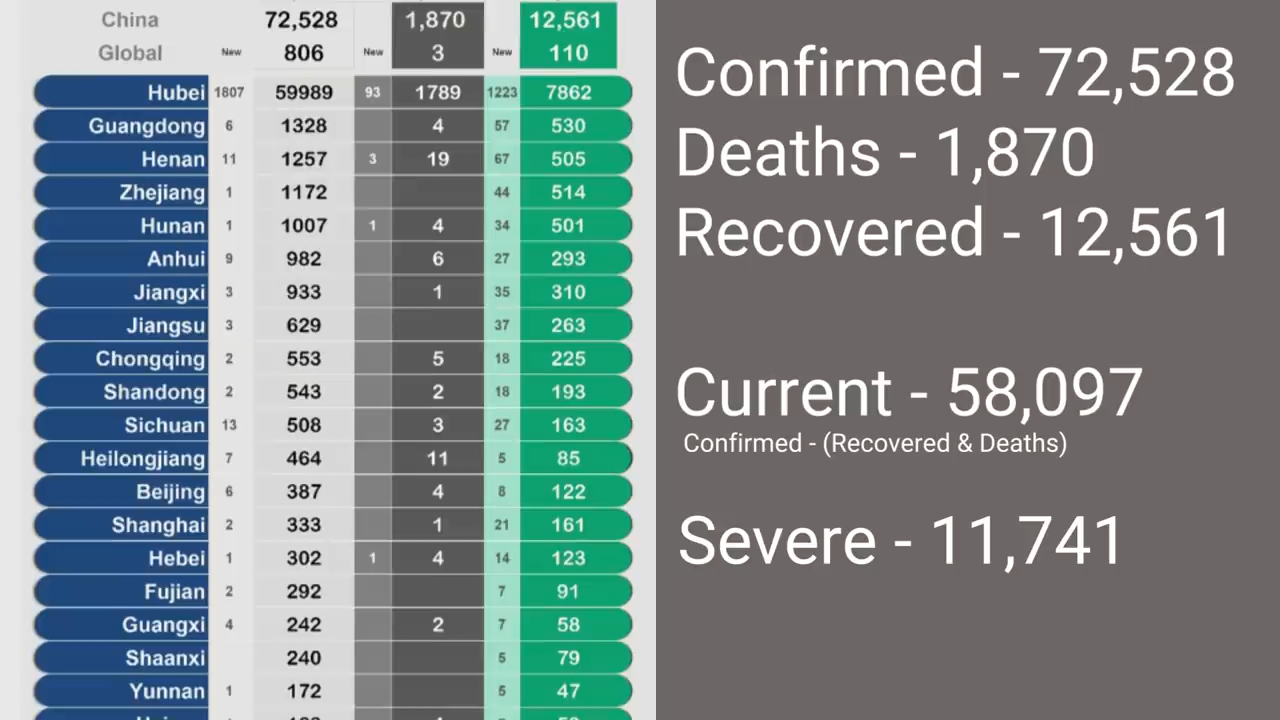 China 72,528 1,870 12,561
Global New 806 New 3 New 110
Hubei 1807 59989 93 1789 1223 7862
Guangdong 6 1328 4 57 530
Henan 11 1257 3 19 67 505
Zhejiang 1 1172 44 514
Hunan 1 1007 1 4 34 501
Anhui 9 982 6 27 293
Jiangxi 3 933 1 35 310
Jiangsu 3 629 37 263
Chongqing 2 553 5 18 225
Shandong 2 543 2 18 193
Sichuan 13 508 3 27 163
Heilongjiang 7 464 11 5 85
Beijing 6 387 4 8 122
Shanghai 2 333 1 21 161
Hebei 1 302 1 4 14 123
Fujian 2 292 7 91
Guangxi 4 242 2 7 58
Shaanxi 240 5 79
Yunnan 1 172 5 47
Confirmed - 72,528
Deaths - 1,870
Recovered - 12,561
Current - 58,097
Confirmed - (Recovered & Deaths)
Severe - 11,741